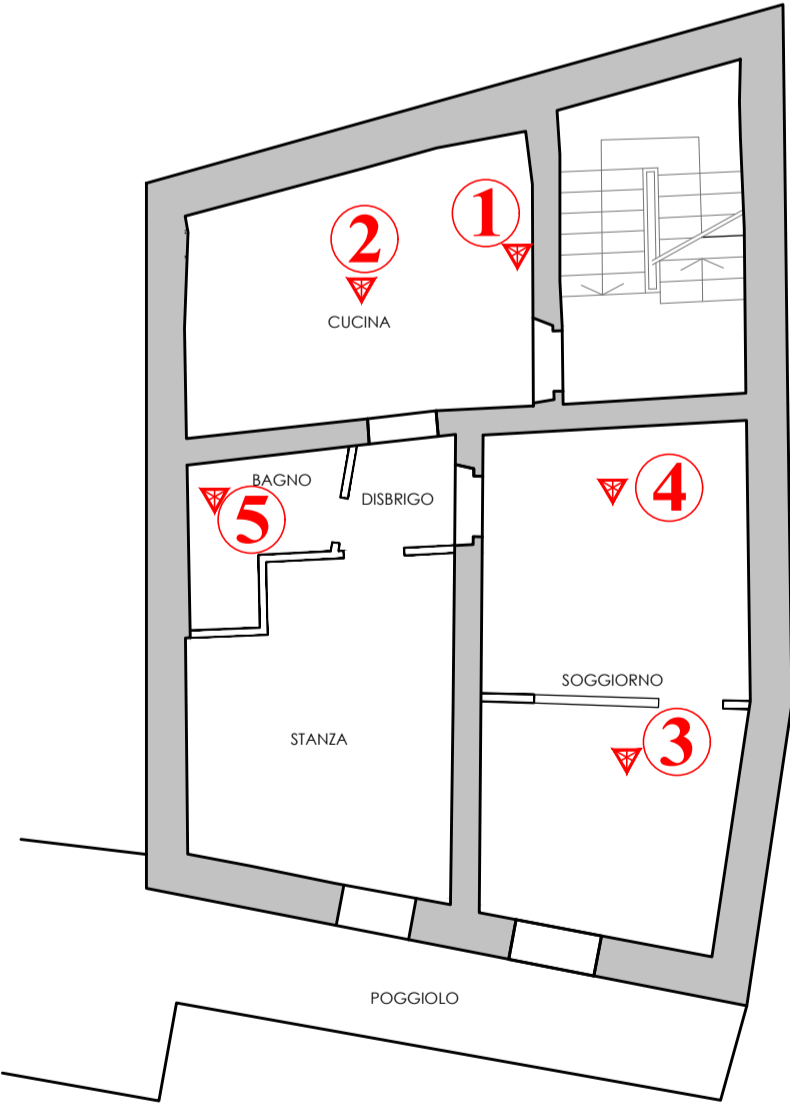 1
2
CUCINA
BAGNO
DISBRIGO
5
4
SOGGIORNO
STANZA
3
POGGIOLO